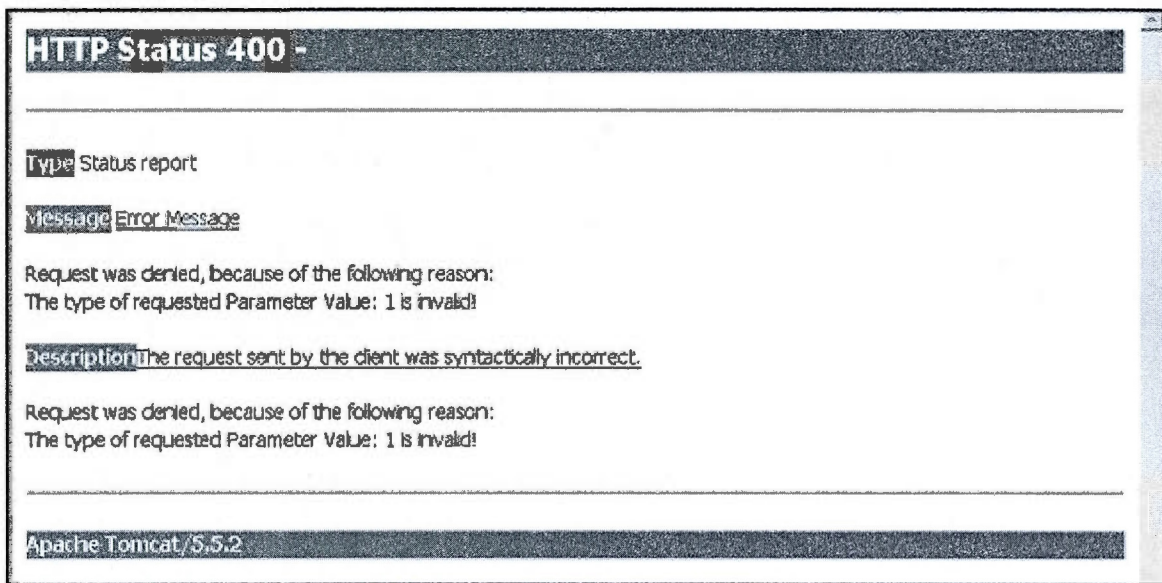 HTTP Status 400 -
Type Status report
Message Error Message
Request was denied, because of the following reason:
The type of requested Parameter Value: 1 is invalid!
Description The request sent by the client was syntactically incorrect.
Request was denied, because of the following reason:
The type of requested Parameter Value: 1 is invalid!
Apache Tomcat/5.5.2